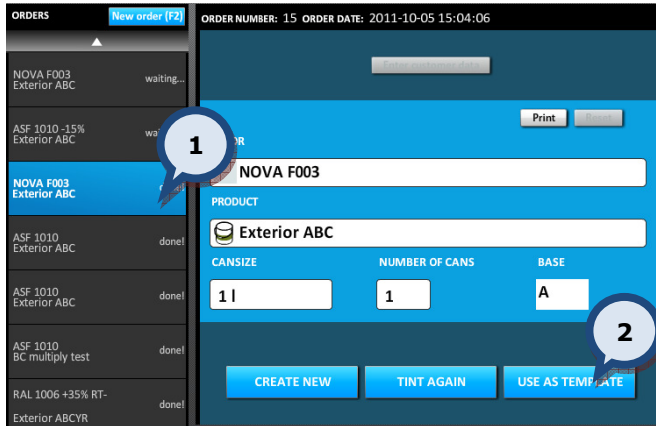 ORDERS New order (F2) ORDER NUMBER: 15 ORDER DATE: 2011-10-05 15:04:06
NOVA F003
Exterior ABC waiting...
Enter customer data
ASF 1010 -15%
Exterior ABC
Print Reset
1
NOVA F003
Exterior ABC
NOVA F003
PRODUCT
Exterior ABC
ASF 1010
Exterior ABC done!
CANSIZE NUMBER OF CANS BASE
1 l 1 A
ASF 1010
Exterior ABC done!
2
ASF 1010
BC multiply test done!
CREATE NEW TINT AGAIN USE AS TEMPLATE
RAL 1006 +35% RT-
Exterior ABCYR done!